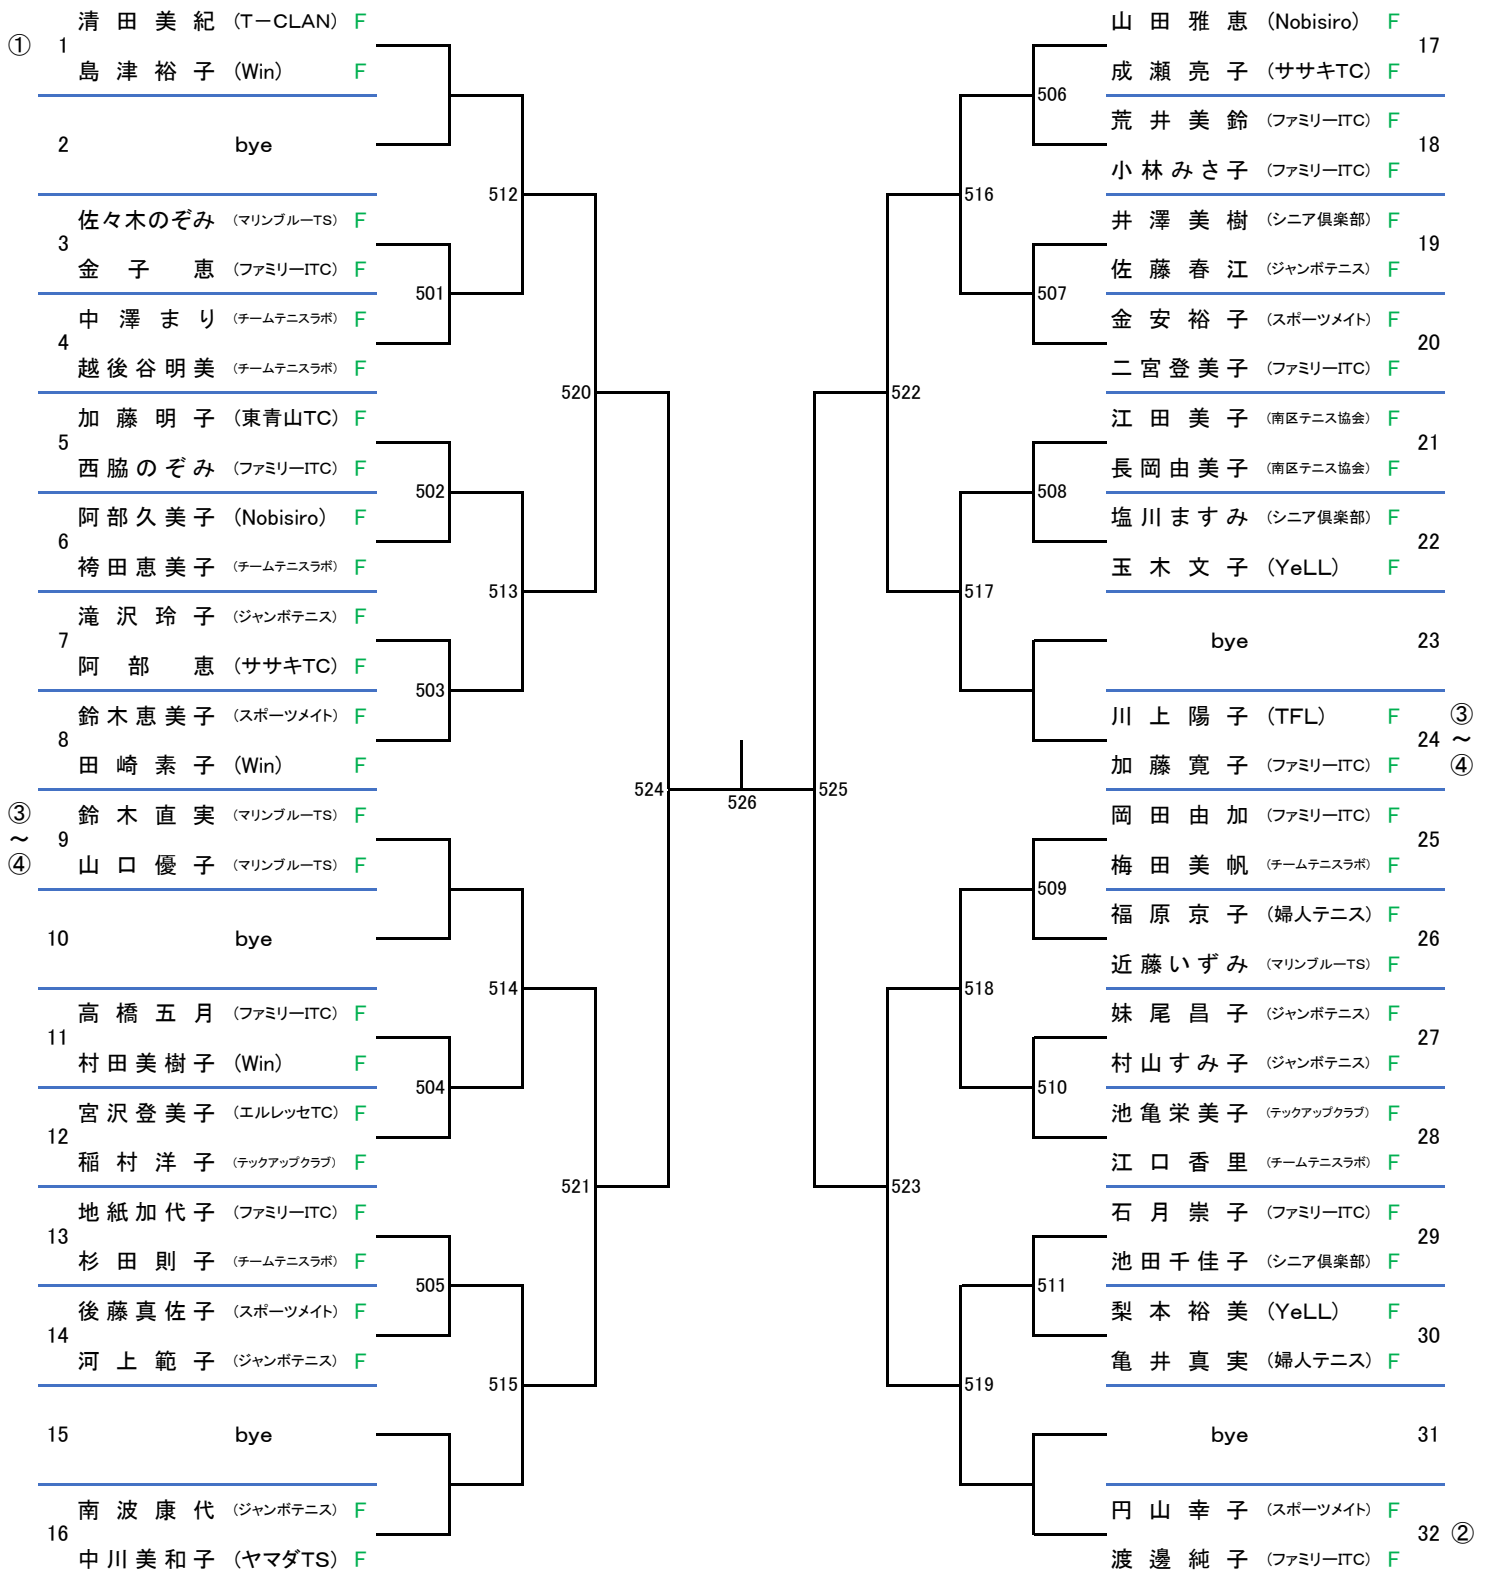 清田美紀 (T－CLAN) F
① 1
島津裕子 (Win) F
2 bye
佐々木のぞみ (マリンブルーTS) F
3
金子恵 (ファミリーITC) F
中澤まり (チームテニスラボ) F
4
越後谷明美 (チームテニスラボ) F
加藤明子 (東青山TC) F
5
西脇のぞみ (ファミリーITC) F
阿部久美子 (Nobisiro) F
6
袴田恵美子 (チームテニスラボ) F
滝沢玲子 (ジャンボテニス) F
7
阿部恵 (ササキTC) F
鈴木恵美子 (スポーツメイト) F
8
田崎素子 (Win) F
③～④
鈴木直実 (マリンブルーTS) F
9
山口優子 (マリンブルーTS) F
10 bye
高橋五月 (ファミリーITC) F
11
村田美樹子 (Win) F
宮沢登美子 (エルレッセTC) F
12
稲村洋子 (テックアップクラブ) F
地紙加代子 (ファミリーITC) F
13
杉田則子 (チームテニスラボ) F
後藤真佐子 (スポーツメイト) F
14
河上範子 (ジャンボテニス) F
15 bye
南波康代 (ジャンボテニス) F
16
中川美和子 (ヤマダTS) F
501
502
503
504
505
512
513
514
515
520
521
524
526
525
522
523
516
517
518
519
506
507
508
509
510
511
山田雅恵 (Nobisiro) F
17
成瀬亮子 (ササキTC) F
荒井美鈴 (ファミリーITC) F
18
小林みさ子 (ファミリーITC) F
井澤美樹 (シニア倶楽部) F
19
佐藤春江 (ジャンボテニス) F
金安裕子 (スポーツメイト) F
20
二宮登美子 (ファミリーITC) F
江田美子 (南区テニス協会) F
21
長岡由美子 (南区テニス協会) F
塩川ますみ (シニア倶楽部) F
22
玉木文子 (YeLL) F
bye 23
川上陽子 (TFL) F
24
加藤寛子 (ファミリーITC) F
③～④
岡田由加 (ファミリーITC) F
25
梅田美帆 (チームテニスラボ) F
福原京子 (婦人テニス) F
26
近藤いずみ (マリンブルーTS) F
妹尾昌子 (ジャンボテニス) F
27
村山すみ子 (ジャンボテニス) F
池亀栄美子 (テックアップクラブ) F
28
江口香里 (チームテニスラボ) F
石月崇子 (ファミリーITC) F
29
池田千佳子 (シニア倶楽部) F
梨本裕美 (YeLL) F
30
亀井真実 (婦人テニス) F
bye 31
円山幸子 (スポーツメイト) F
32 ②
渡邊純子 (ファミリーITC) F